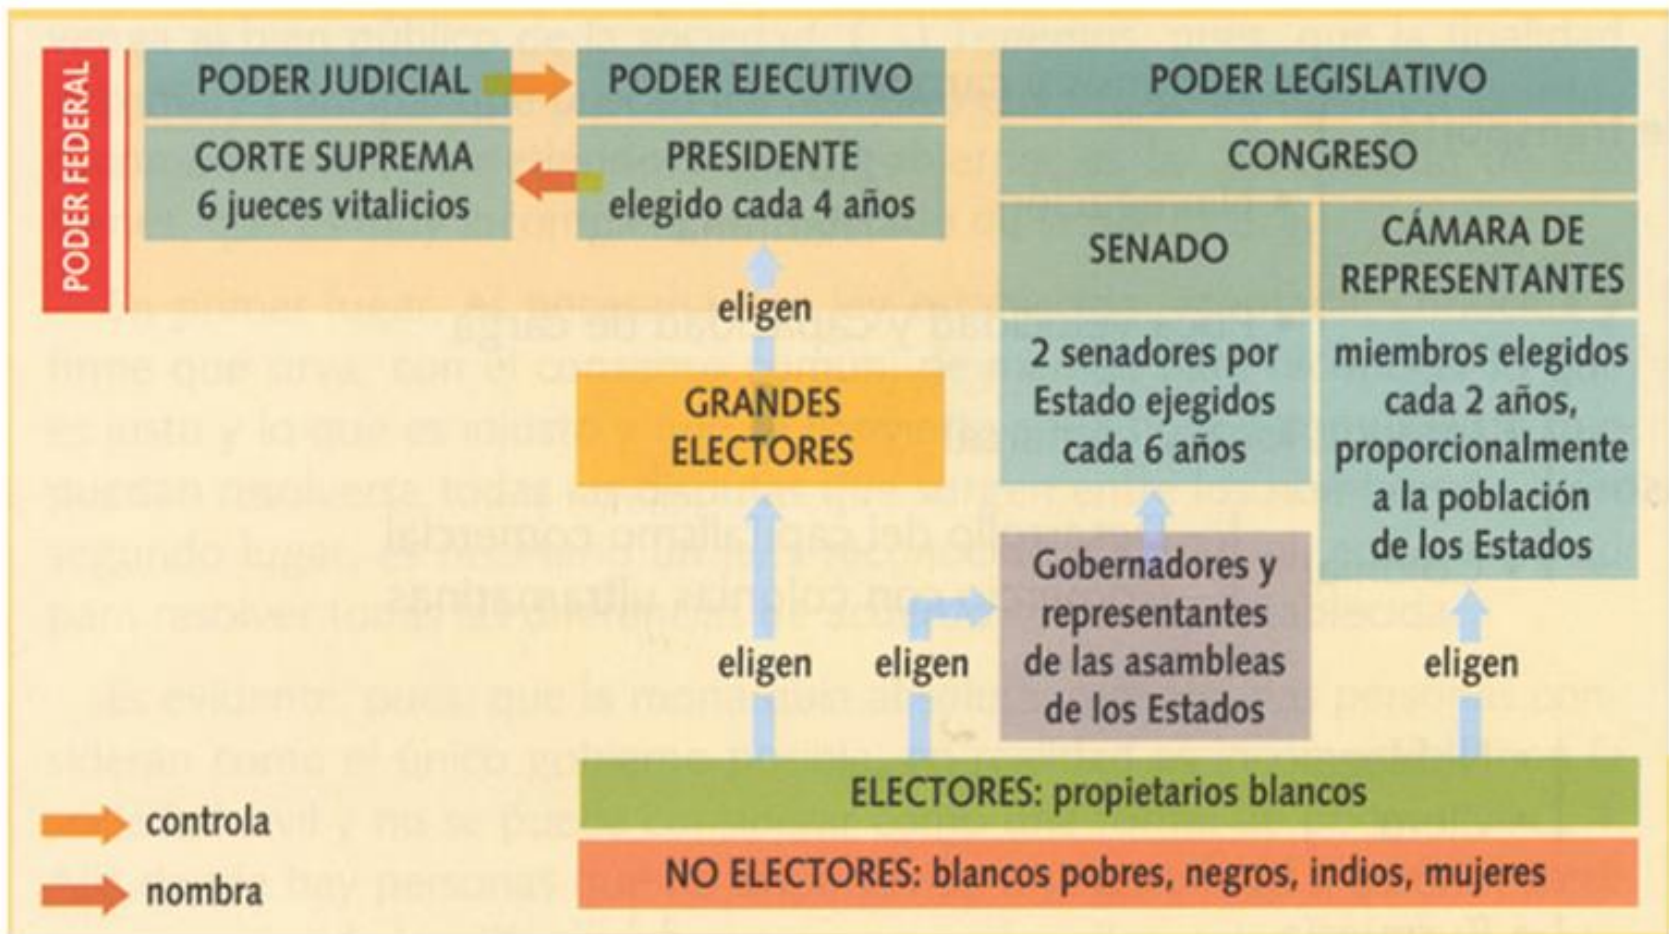 PODER FEDERAL
PODER JUDICIAL
PODER EJECUTIVO
PODER LEGISLATIVO
CORTE SUPREMA
6 jueces vitalicios
PRESIDENTE
elegido cada 4 años
CONGRESO
SENADO
CÁMARA DE
REPRESENTANTES
eligen
GRANDES
ELECTORES
2 senadores por
Estado ejegidos
cada 6 años
miembros elegidos
cada 2 años,
proporcionalmente
a la población
de los Estados
Gobernadores y
representantes
de las asambleas
de los Estados
eligen
eligen
eligen
ELECTORES: propietarios blancos
NO ELECTORES: blancos pobres, negros, indios, mujeres
controla
nombra